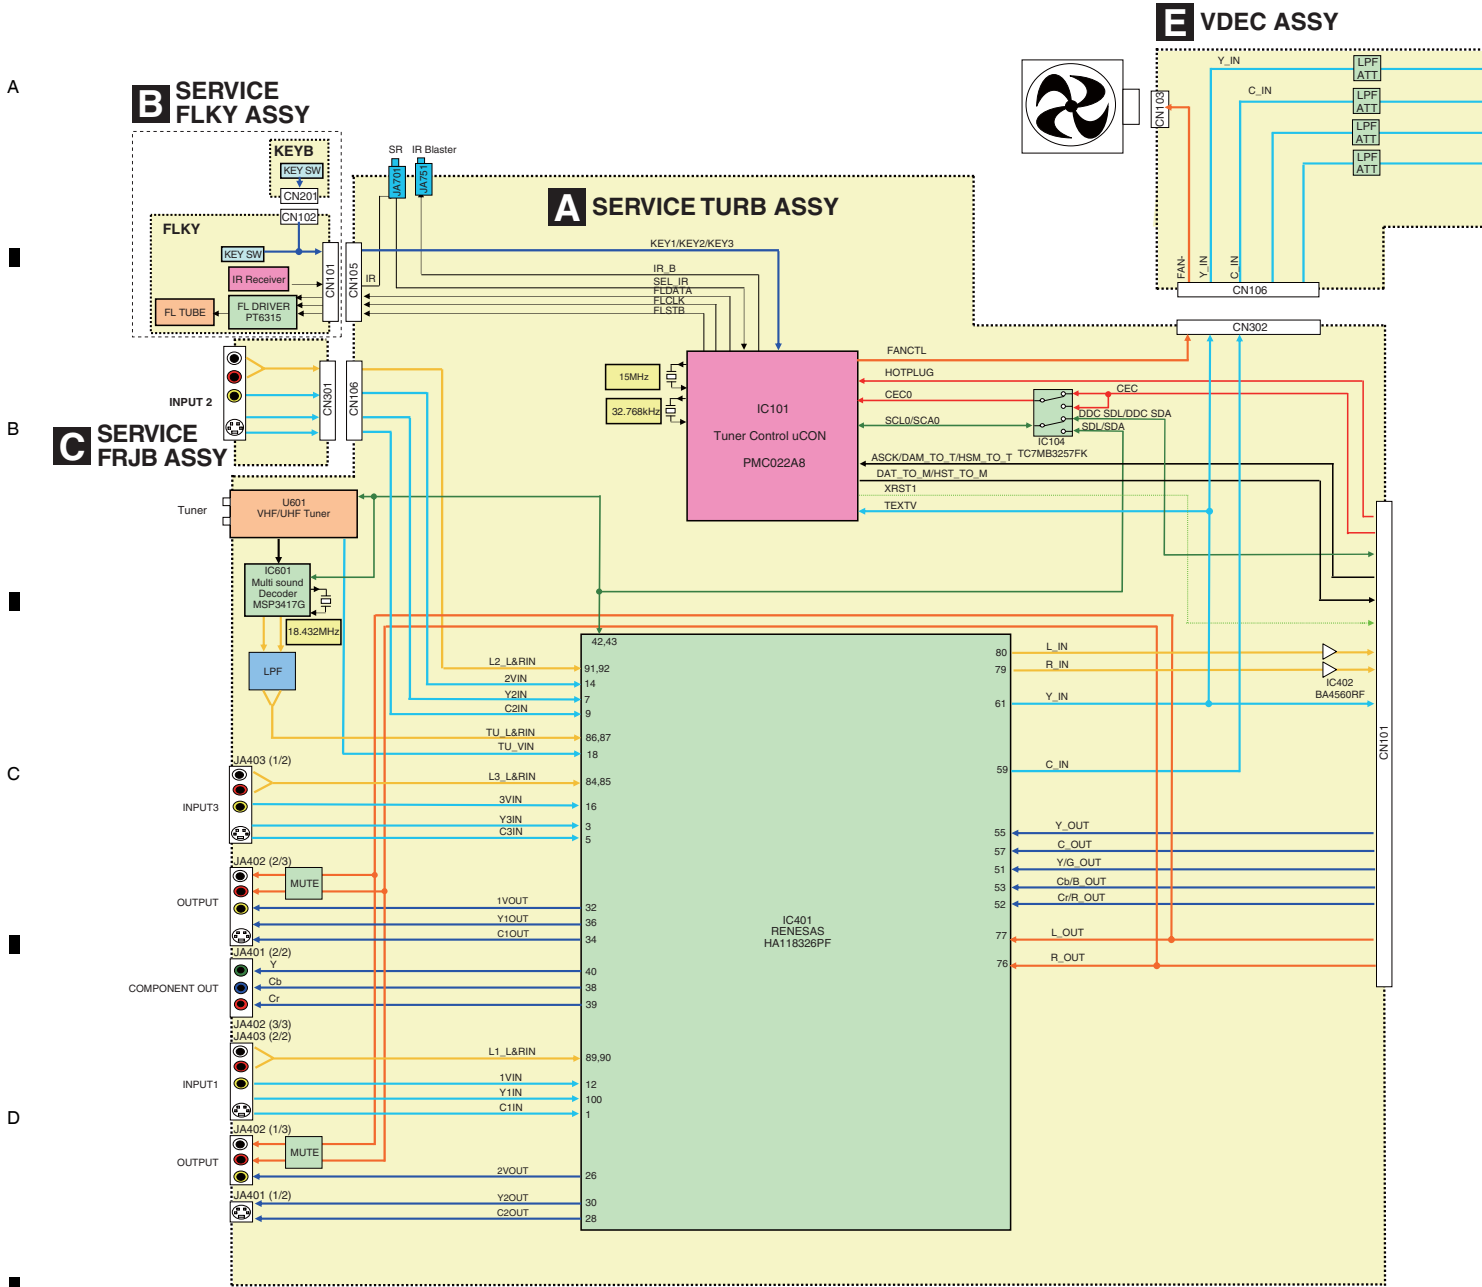 E VDEC ASSY
Y_IN
LPF
ATT
C_IN
LPF
ATT
LPF
ATT
LPF
ATT
CN103
FAN-
Y_IN
C_IN
CN106
A
B SERVICE
FLKY ASSY
KEYB
KEY SW
CN201
CN102
FLKY
KEY SW
IR Receiver
FL TUBE
FL DRIVER
PT6315
CN101
CN105
IR
SR
IR Blaster
JA701
JA751
A SERVICE TURB ASSY
KEY1/KEY2/KEY3
IR_B
SEL_IR
FLDATA
FLCLK
FLSTB
CN302
FANCTL
HOTPLUG
CEC0
CEC
SCL0/SCA0
DDC SDL/DDC SDA
SDL/SDA
IC104
TC7MB3257FK
ASCK/DAM_TO_T/HSM_TO_T
DAT_TO_M/HST_TO_M
XRST1
TEXTV
15MHz
32.768kHz
IC101
Tuner Control uCON
PMC022A8
B
INPUT 2
CN301
CN106
C SERVICE
FRJB ASSY
Tuner
U601
VHF/UHF Tuner
IC601
Multi sound
Decoder
MSP3417G
18.432MHz
LPF
42,43
L2_L&RIN
91,92
2VIN
14
Y2IN
7
C2IN
9
TU_L&RIN
86,87
TU_VIN
18
80
L_IN
79
R_IN
IC402
BA4560RF
61
Y_IN
59
C_IN
CN101
C
JA403 (1/2)
INPUT3
L3_L&RIN
84,85
3VIN
16
Y3IN
3
C3IN
5
55
Y_OUT
57
C_OUT
51
Y/G_OUT
53
Cb/B_OUT
52
Cr/R_OUT
77
L_OUT
76
R_OUT
JA402 (2/3)
MUTE
OUTPUT
1VOUT
32
Y1OUT
36
C1OUT
34
IC401
RENESAS
HA118326PF
JA401 (2/2)
COMPONENT OUT
Y
40
Cb
38
Cr
39
JA402 (3/3)
JA403 (2/2)
INPUT1
L1_L&RIN
89,90
1VIN
12
Y1IN
100
C1IN
1
D
JA402 (1/3)
MUTE
OUTPUT
2VOUT
26
JA401 (1/2)
Y2OUT
30
C2OUT
28